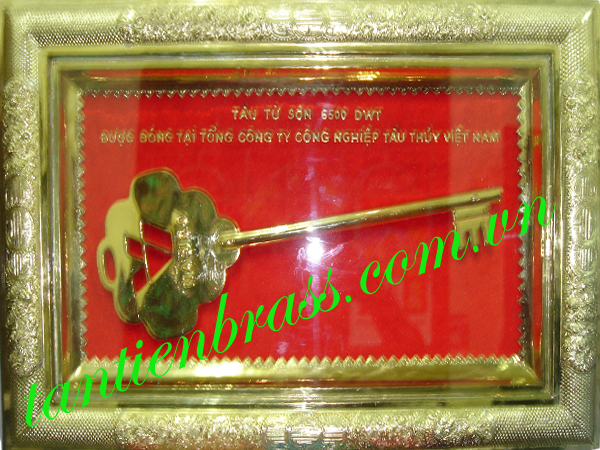 TÀU TỪ SƠN 6500 DWT
ĐƯỢC ĐÓNG TẠI TỔNG CÔNG TY CÔNG NGHIỆP TÀU THỦY VIỆT NAM
tantienbrass.com.vn